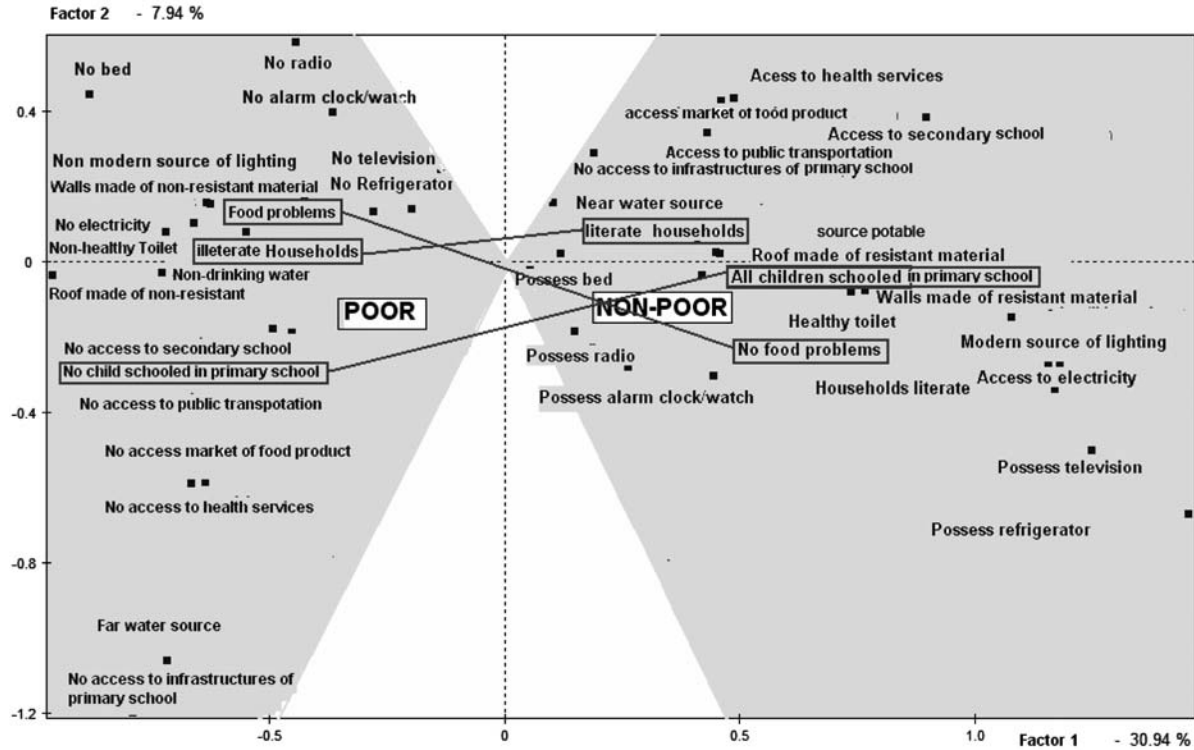 Factor 2 - 7.94 %
No radio
No bed
Acess to health services
No alarm clock/watch
0.4
access market of food product
Access to secondary school
Non modern source of lighting
No television
Access to public transportation
No access to infrastructures of primary school
Walls made of non-resistant material
No Refrigerator
Food problems
Near water source
No electricity
literate households
source potable
Non-healthy Toilet
illeterate Households
Roof made of resistant material
0
Non-drinking water
Possess bed
All children schooled in primary school
Roof made of non-resistant
Walls made of resistant material
POOR
NON-POOR
Healthy toilet
No access to secondary school
Possess radio
No food problems
Modern source of lighting
No child schooled in primary school
Access to electricity
Households literate
Possess alarm clock/watch
-0.4
No access to public transpotation
No access market of food product
Possess television
No access to health services
Possess refrigerator
-0.8
Far water source
No access to infrastructures of
primary school
-1.2
-0.5 0 0.5 1.0
Factor 1 - 30.94 %